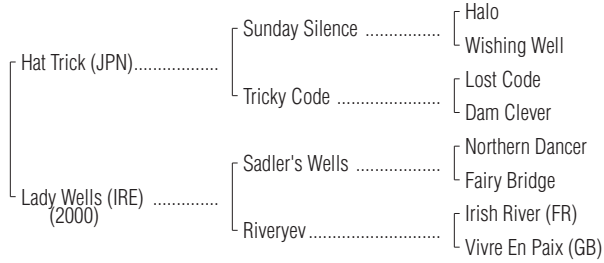 Halo
Sunday Silence ..................
Wishing Well
Hat Trick (JPN)....................
Lost Code
Tricky Code .........................
Dam Clever
Northern Dancer
Sadler's Wells ....................
Fairy Bridge
Lady Wells (IRE) ...............
(2000)
Irish River (FR)
Riveryev................................
Vivre En Paix (GB)